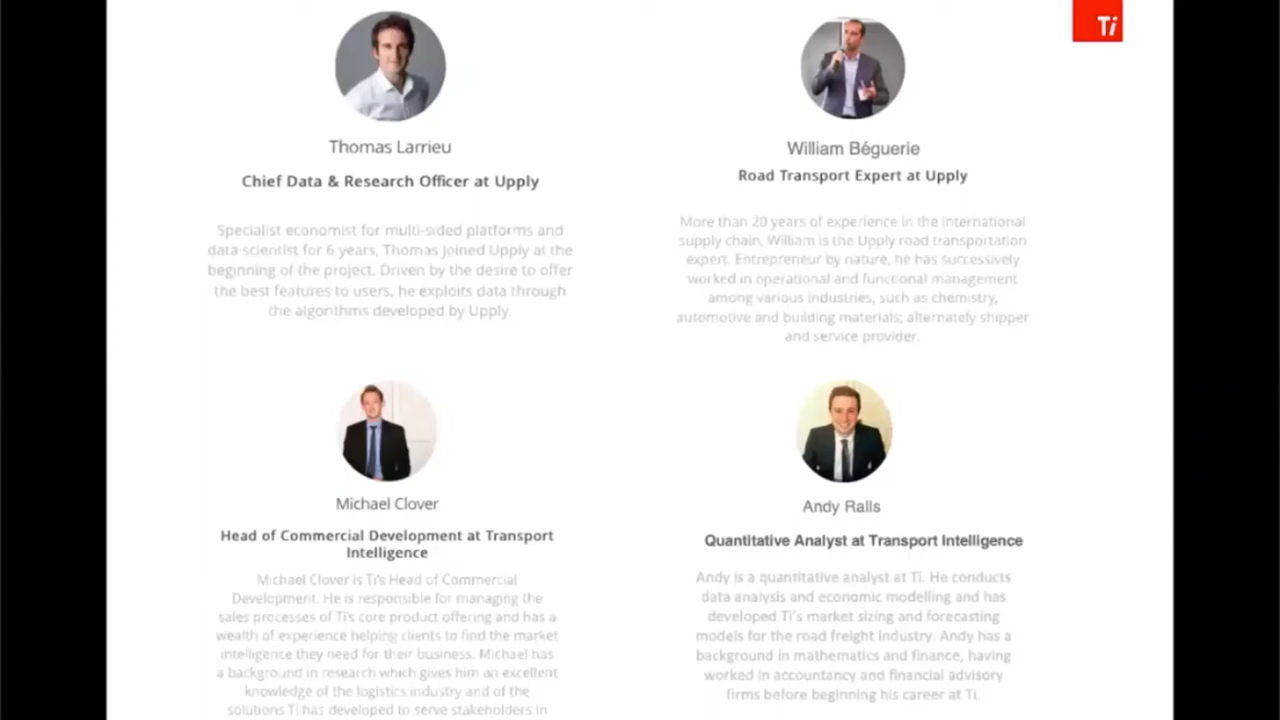 Ti
Thomas Larrieu
Chief Data & Research Officer at Upply
Specialist economist for multi-sided platforms and
data scientist for 6 years, Thomas joined Upply at the
beginning of the project. Driven by the desire to offer
the best features to users, he exploits data through
the algorithms developed by Upply.
William Béguerie
Road Transport Expert at Upply
More than 20 years of experience in the international
supply chain, William is the Upply road transportation
expert. Entrepreneur by nature, he has successively
worked in operational and functional management
among various industries, such as chemistry,
automotive and building materials; alternately shipper
and service provider.
Michael Clover
Head of Commercial Development at Transport
Intelligence
Michael Clover is Ti's Head of Commercial
Development. He is responsible for managing the
sales processes of Ti's core product offering and has a
wealth of experience helping clients to find the market
intelligence they need for their business. Michael has
a background in research which gives him an excellent
knowledge of the logistics industry and of the
solutions Ti has developed to serve stakeholders in
Andy Ralls
Quantitative Analyst at Transport Intelligence
Andy is a quantitative analyst at Ti. He conducts
data analysis and economic modelling and has
developed Ti's market sizing and forecasting
models for the road freight industry. Andy has a
background in mathematics and finance, having
worked in accountancy and financial advisory
firms before beginning his career at Ti.